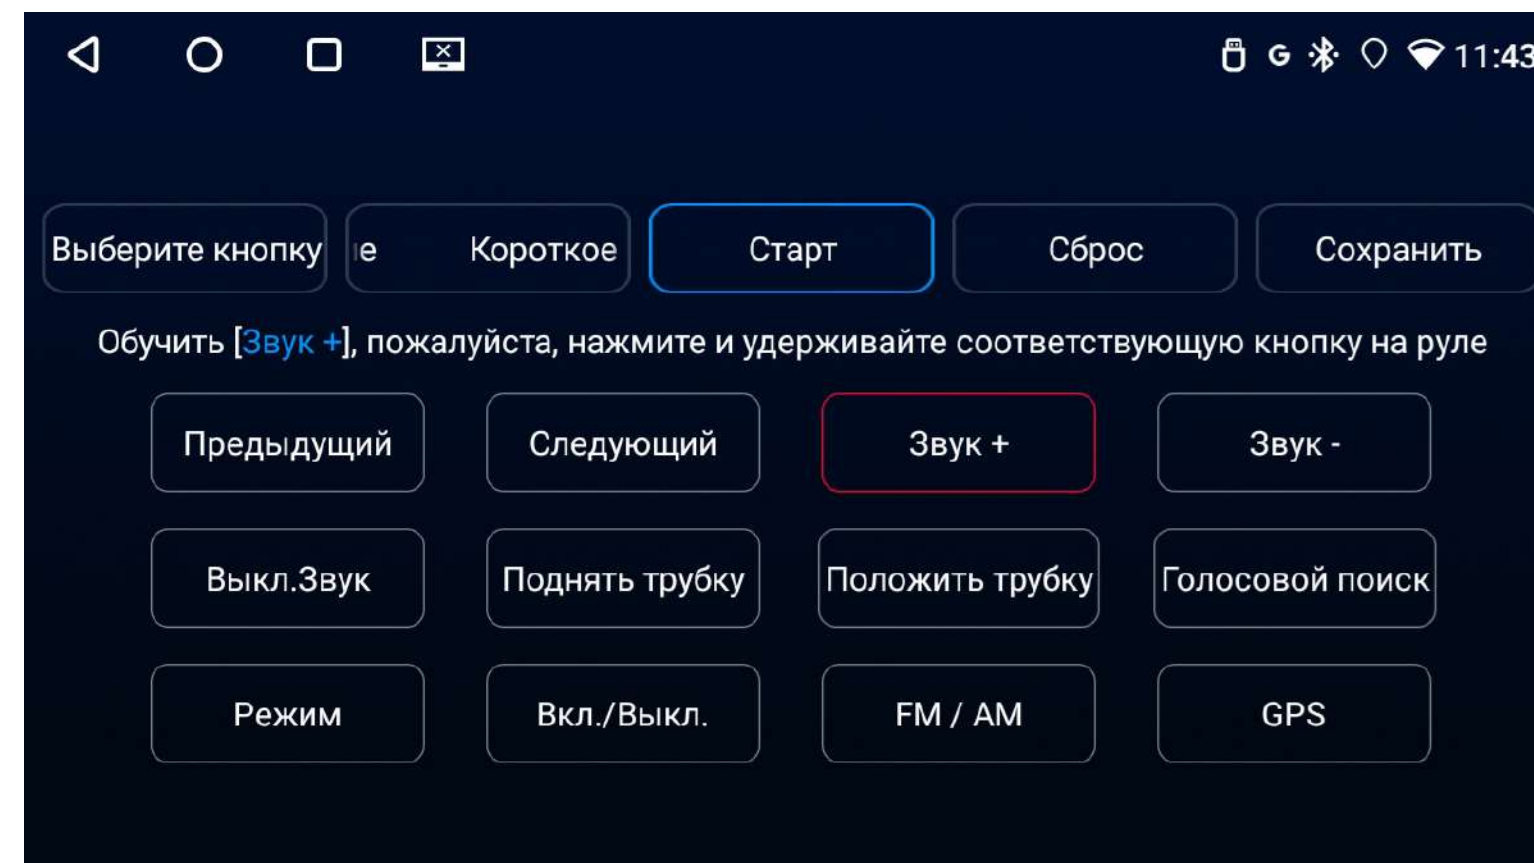 11:43
Выберите кнопку
е Короткое
Старт
Сброс
Сохранить
Обучить [Звук +], пожалуйста, нажмите и удерживайте соответствующую кнопку на руле
Предыдущий
Следующий
Звук +
Звук -
Выкл.Звук
Поднять трубку
Положить трубку
Голосовой поиск
Режим
Вкл./Выкл.
FM / AM
GPS